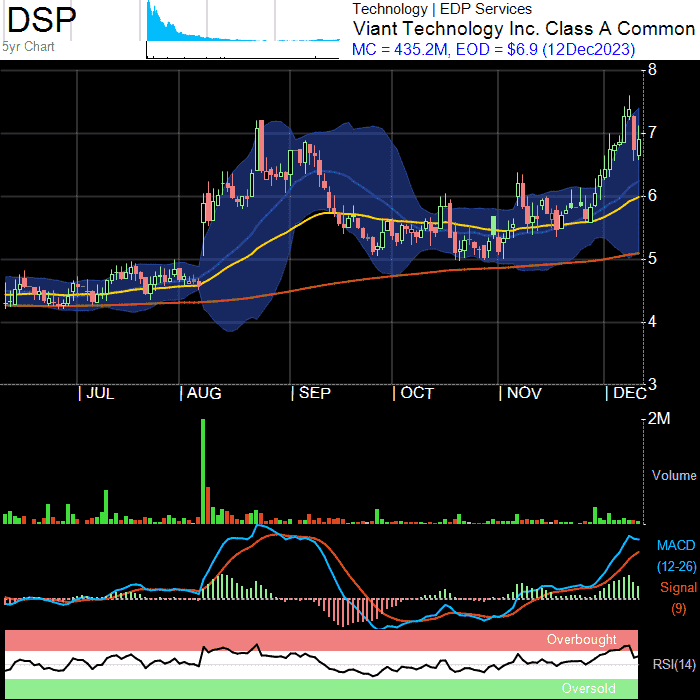 DSP
5yr Chart
Technology | EDP Services
Viant Technology Inc. Class A Common
MC = 435.2M, EOD = $6.9 (12Dec2023)
8
7
6
5
4
3
| JUL | AUG | SEP | OCT | NOV | DEC
2M
Volume
MACD
(12-26)
Signal
(9)
Overbought
RSI(14)
Oversold